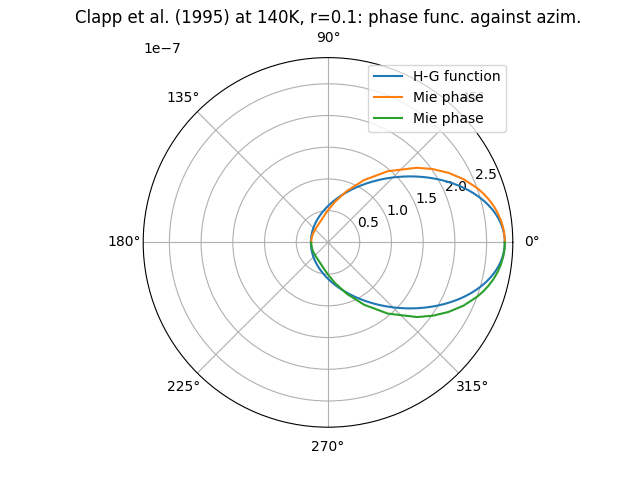 Clapp et al. (1995) at 140K, r=0.1: phase func. against azim.
1e−7
90°
H-G function
Mie phase
Mie phase
135°
2.5
2.0
1.5
1.0
0.5
180°
0°
225°
315°
270°